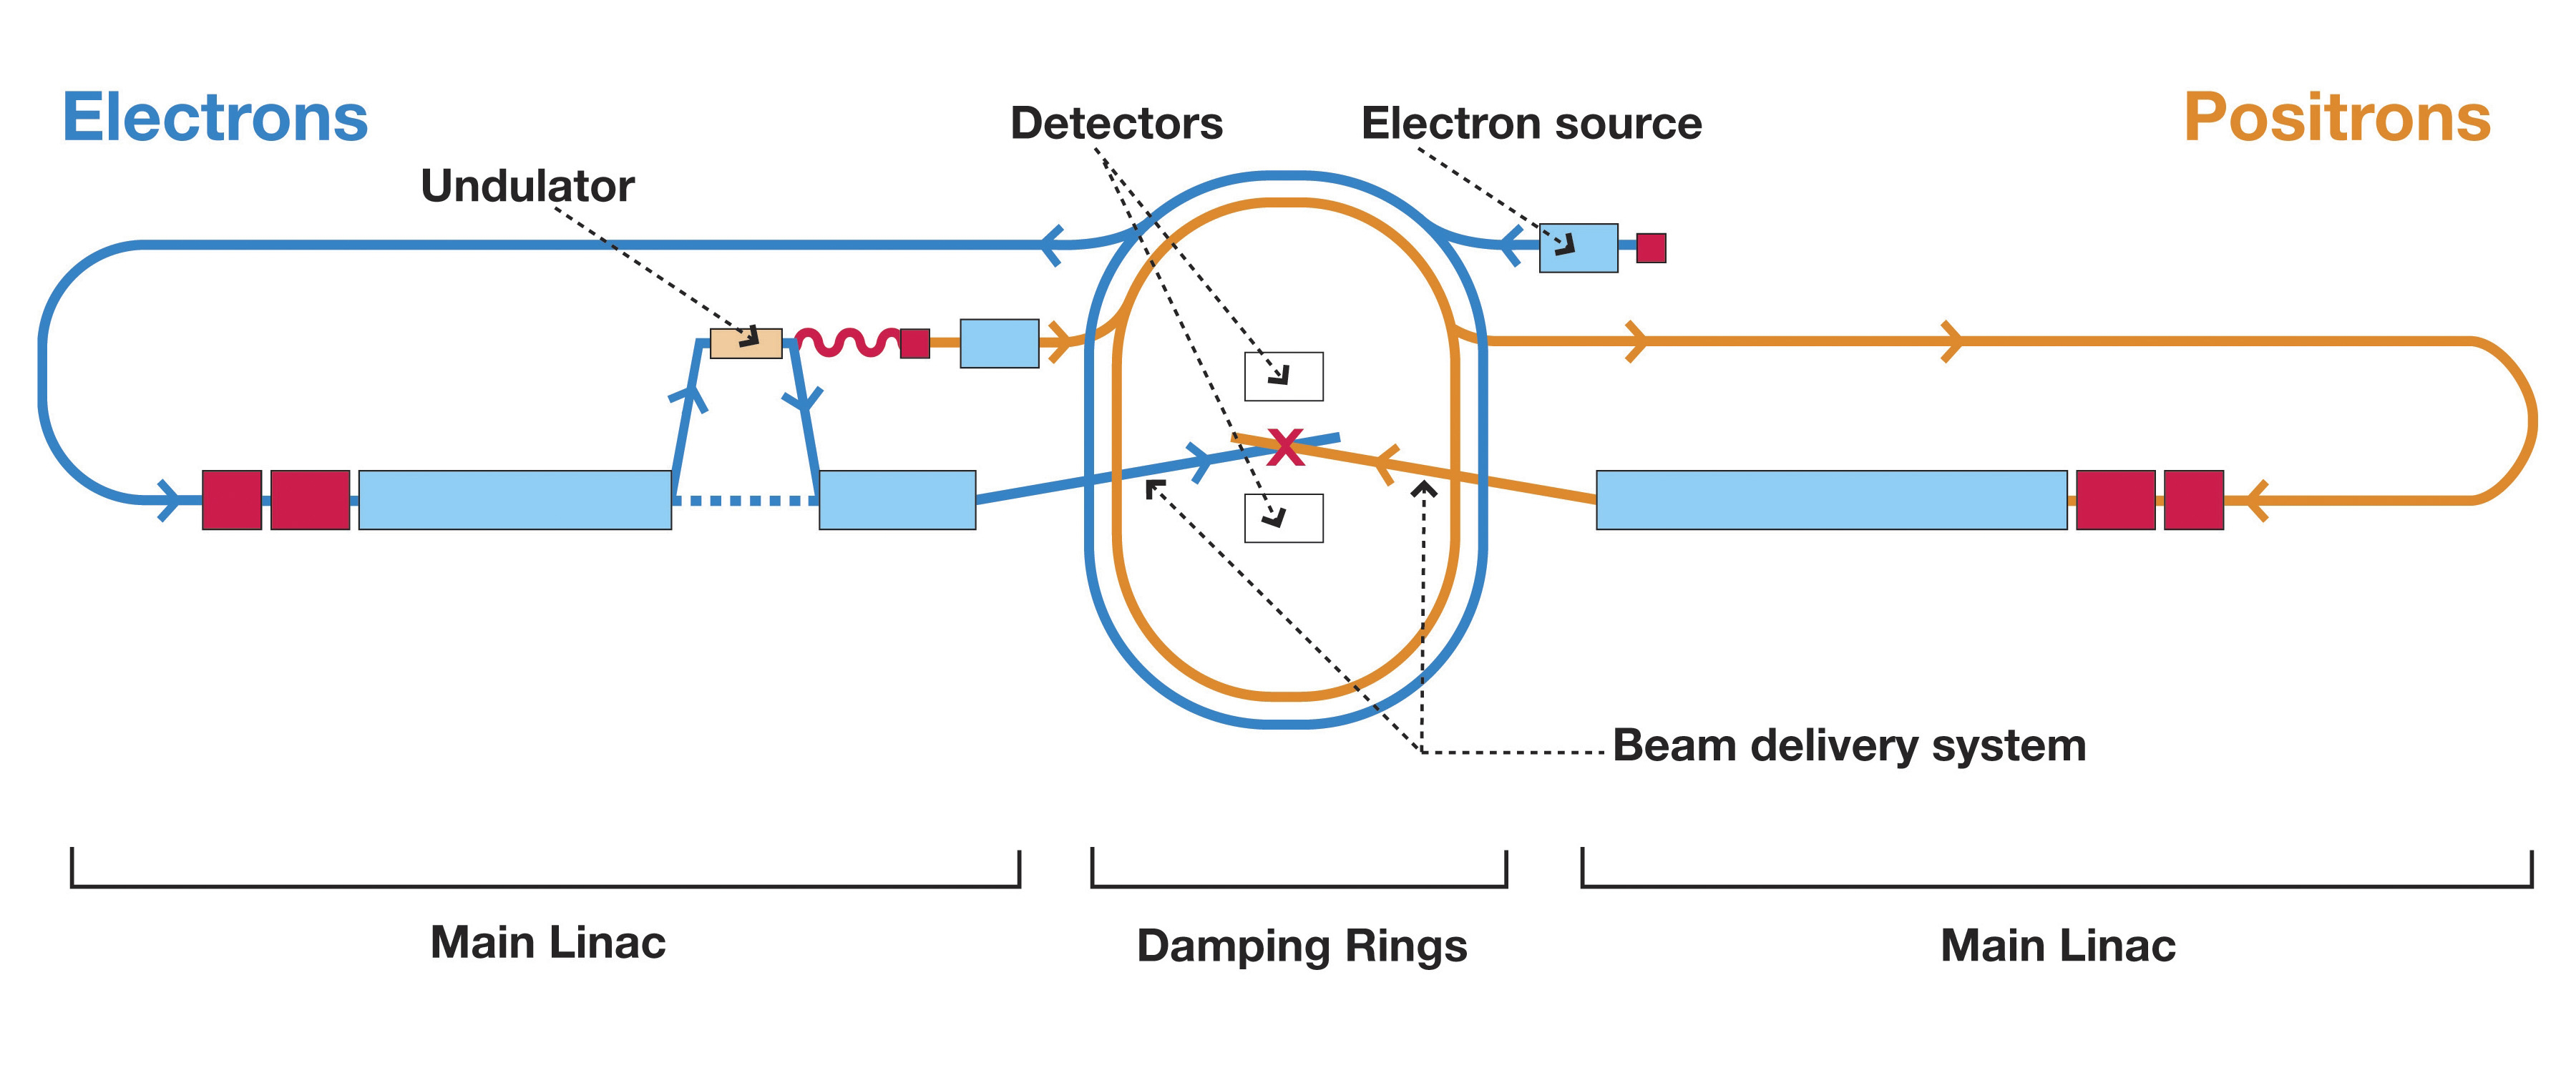 Electrons
Detectors
Electron source
Positrons
Undulator
X
Beam delivery system
Main Linac
Damping Rings
Main Linac